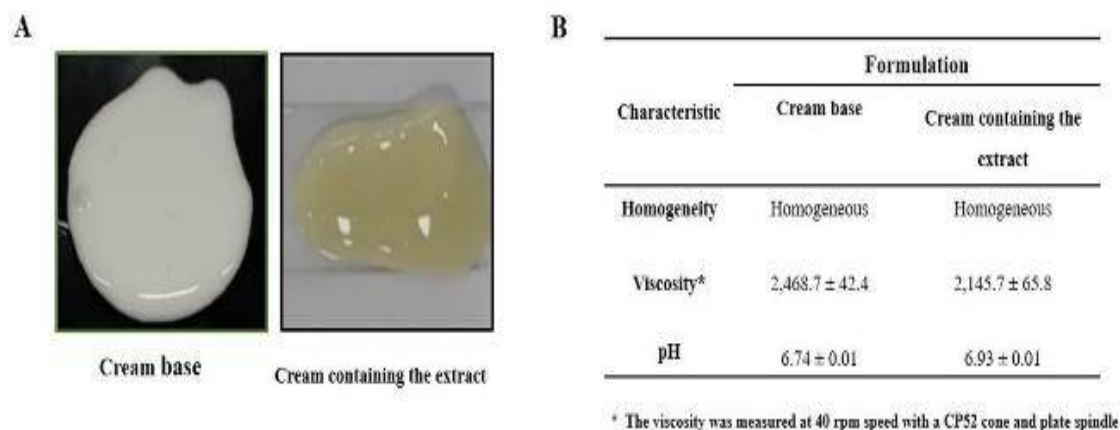 A
Cream base
Cream containing the extract
B
Formulation
Characteristic
Cream base
Cream containing the
extract
Homogeneity Homogeneous Homogeneous
Viscosity* 2,468.7 ± 42.4 2,145.7 ± 65.8
pH 6.74 ± 0.01 6.93 ± 0.01
* The viscosity was measured at 40 rpm speed with a CP52 cone and plate spindle